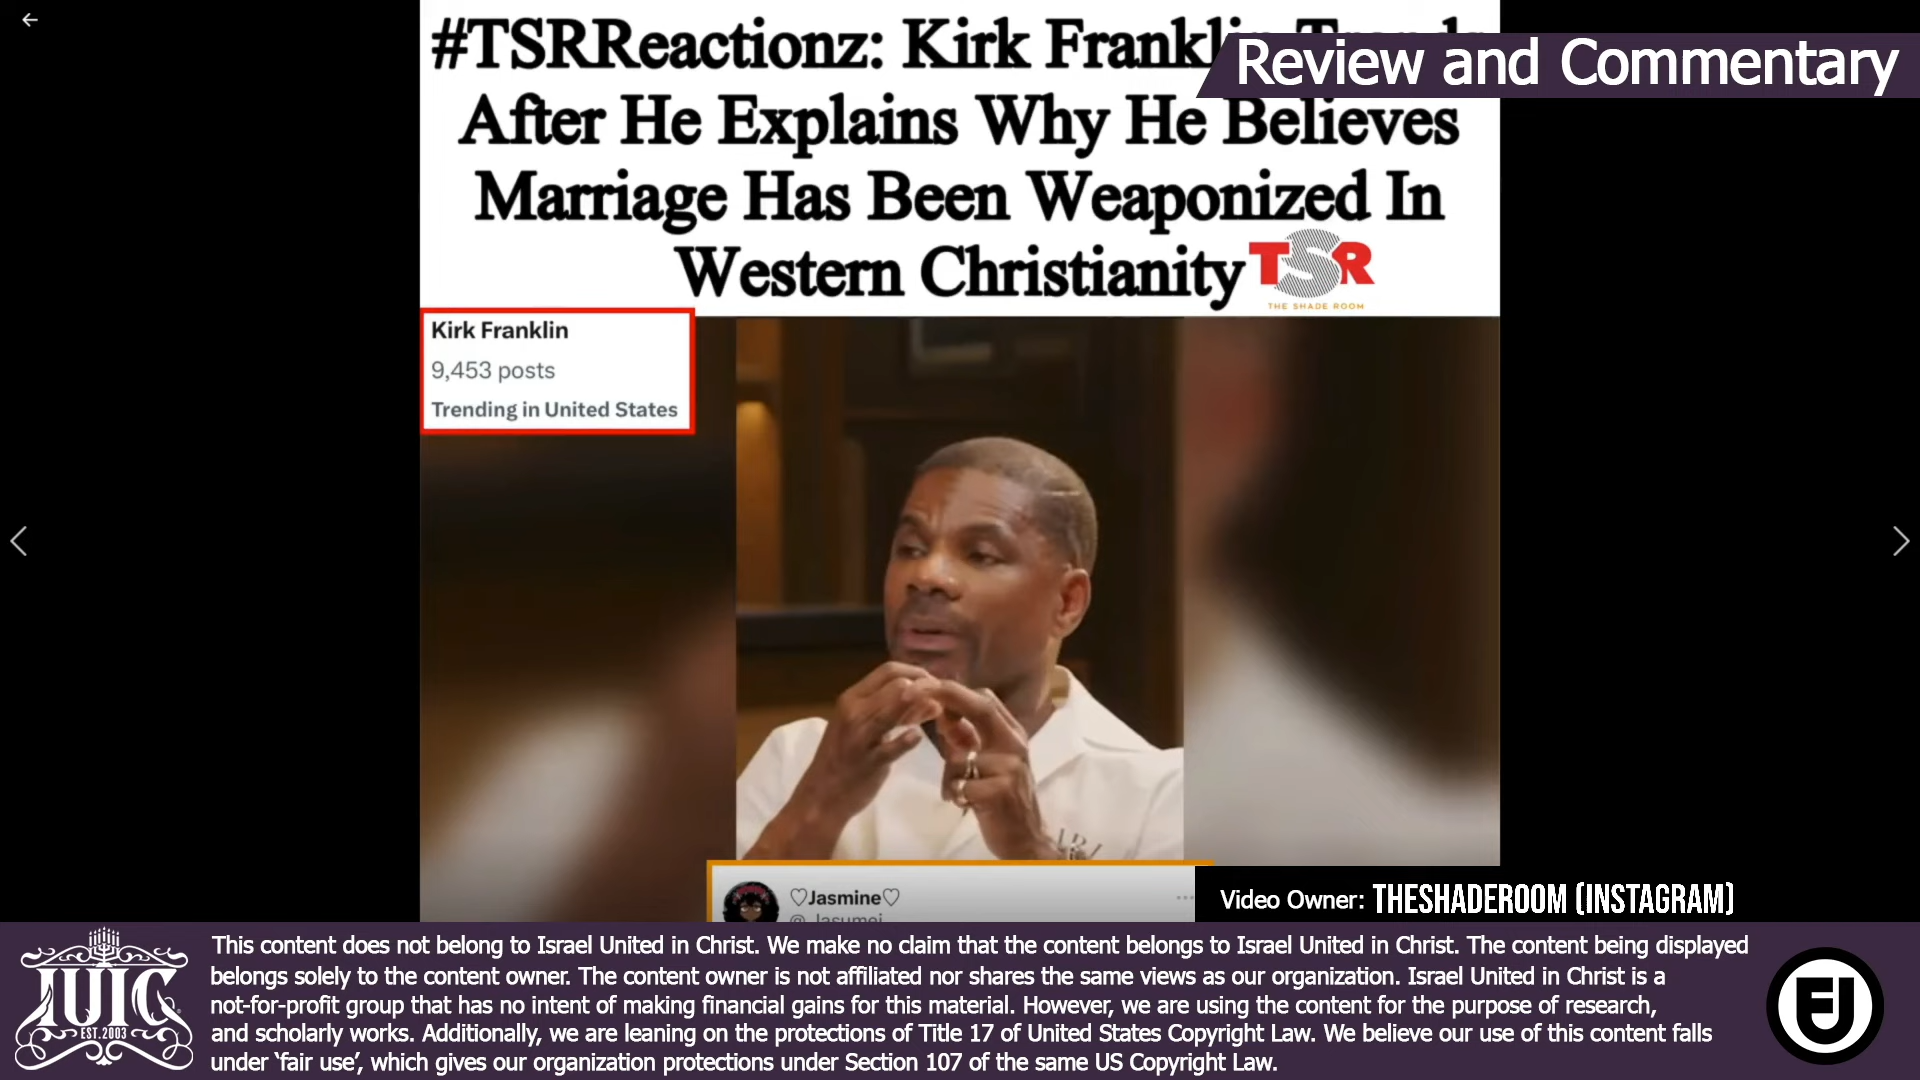 #TSRReactionz: Kirk Franklin Trends
Review and Commentary
After He Explains Why He Believes
Marriage Has Been Weaponized In
Western Christianity
TSR
THE SHADE ROOM
Kirk Franklin
9,453 posts
Trending in United States
♡Jasmine♡
Video Owner: THESHADEROOM (INSTAGRAM)
This content does not belong to Israel United in Christ. We make no claim that the content belongs to Israel United in Christ. The content being displayed
belongs solely to the content owner. The content owner is not affiliated nor shares the same views as our organization. Israel United in Christ is a
not-for-profit group that has no intent of making financial gains for this material. However, we are using the content for the purpose of research,
and scholarly works. Additionally, we are leaning on the protections of Title 17 of United States Copyright Law. We believe our use of this content falls
under ‘fair use’, which gives our organization protections under Section 107 of the same US Copyright Law.
IUIC
EST. 2003